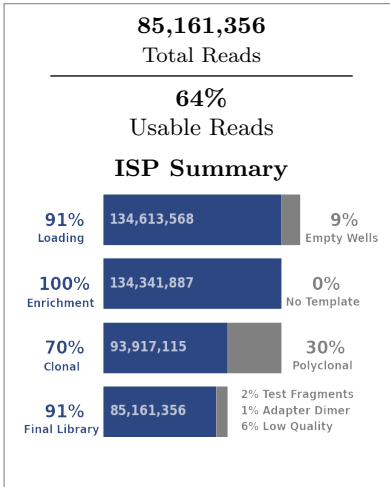 85,161,356
Total Reads
64%
Usable Reads
ISP Summary
91%
Loading
134,613,568
9%
Empty Wells
100%
Enrichment
134,341,887
0%
No Template
70%
Clonal
93,917,115
30%
Polyclonal
91%
Final Library
85,161,356
2% Test Fragments
1% Adapter Dimer
6% Low Quality